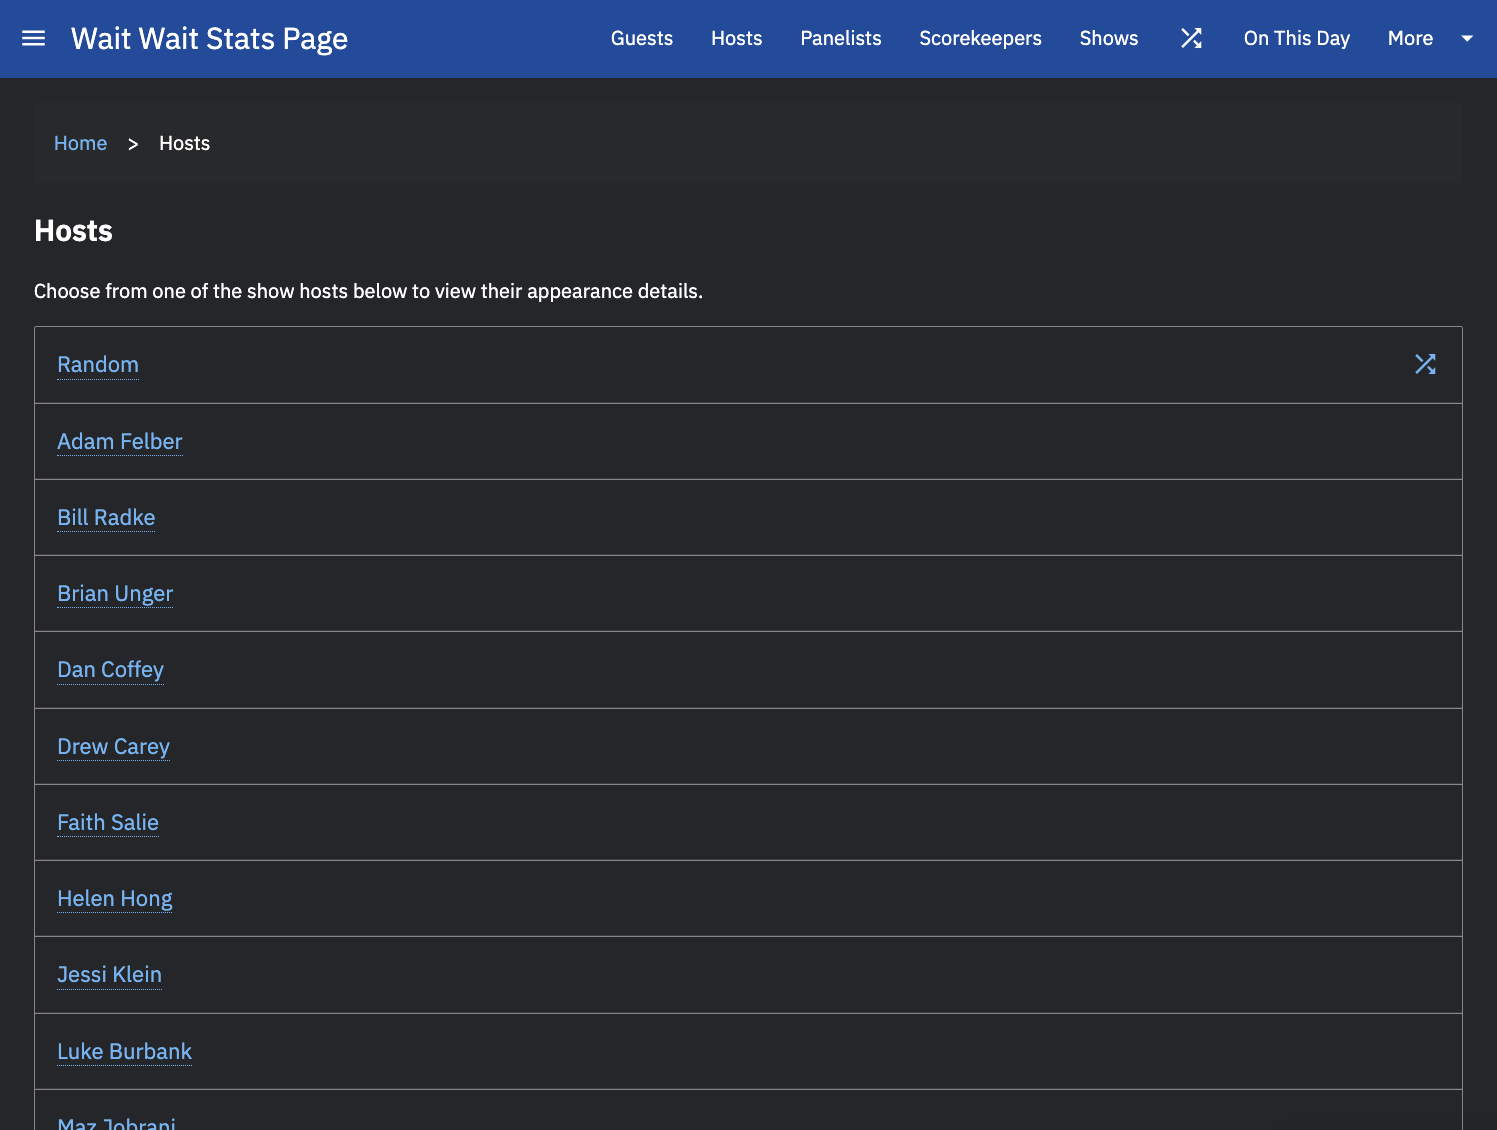 Wait Wait Stats Page
Guests Hosts Panelists Scorekeepers Shows On This Day More
Home > Hosts
Hosts
Choose from one of the show hosts below to view their appearance details.
Random
Adam Felber
Bill Radke
Brian Unger
Dan Coffey
Drew Carey
Faith Salie
Helen Hong
Jessi Klein
Luke Burbank
Maz Jobrani